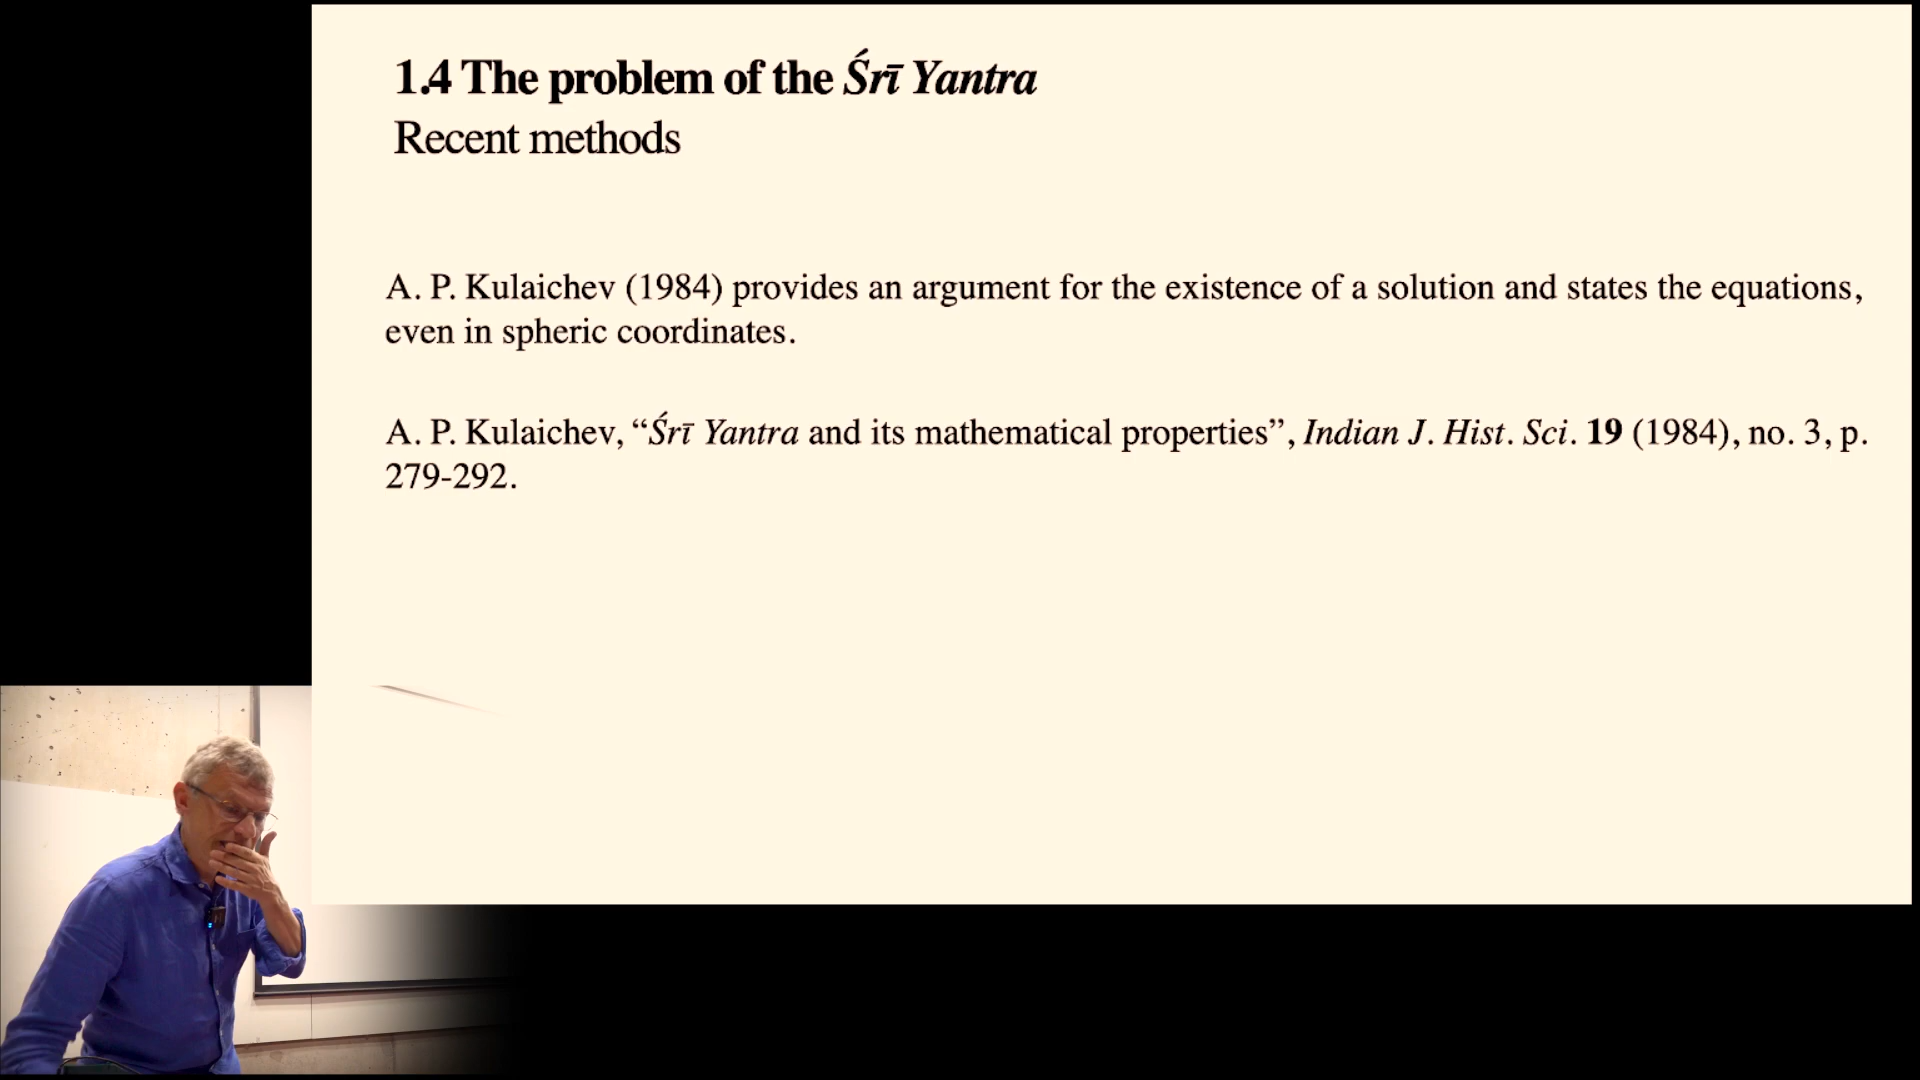 1.4 The problem of the Śrī Yantra
Recent methods
A. P. Kulaichev (1984) provides an argument for the existence of a solution and states the equations,
even in spheric coordinates.
A. P. Kulaichev, “Śrī Yantra and its mathematical properties”, Indian J. Hist. Sci. 19 (1984), no. 3, p.
279-292.